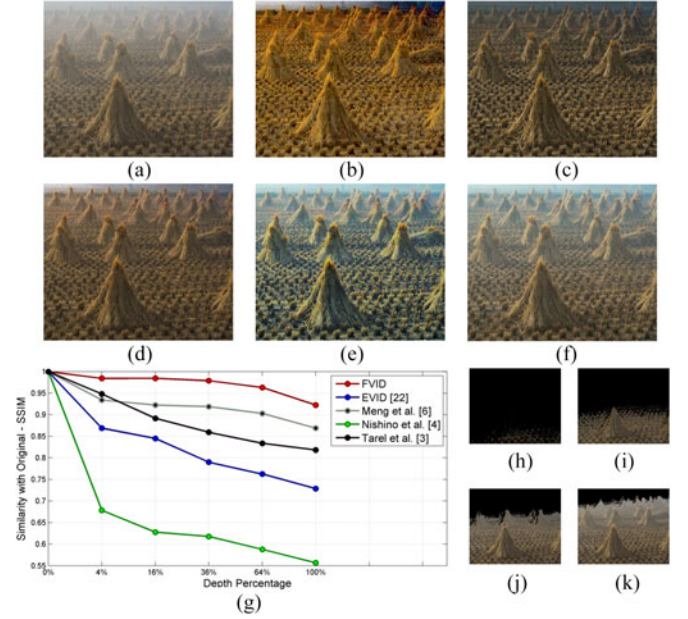 (a) (b) (c)
(d) (e) (f)
1
0.95
0.9
0.85
0.8
0.75
0.7
0.65
0.6
0.55
Similarity with Original - SSIM
FVID
EVID [22]
Meng et al. [6]
Nishino et al. [4]
Tarel et al. [3]
0% 4% 16% 36% 64% 100%
Depth Percentage
(g)
(h) (i)
(j) (k)